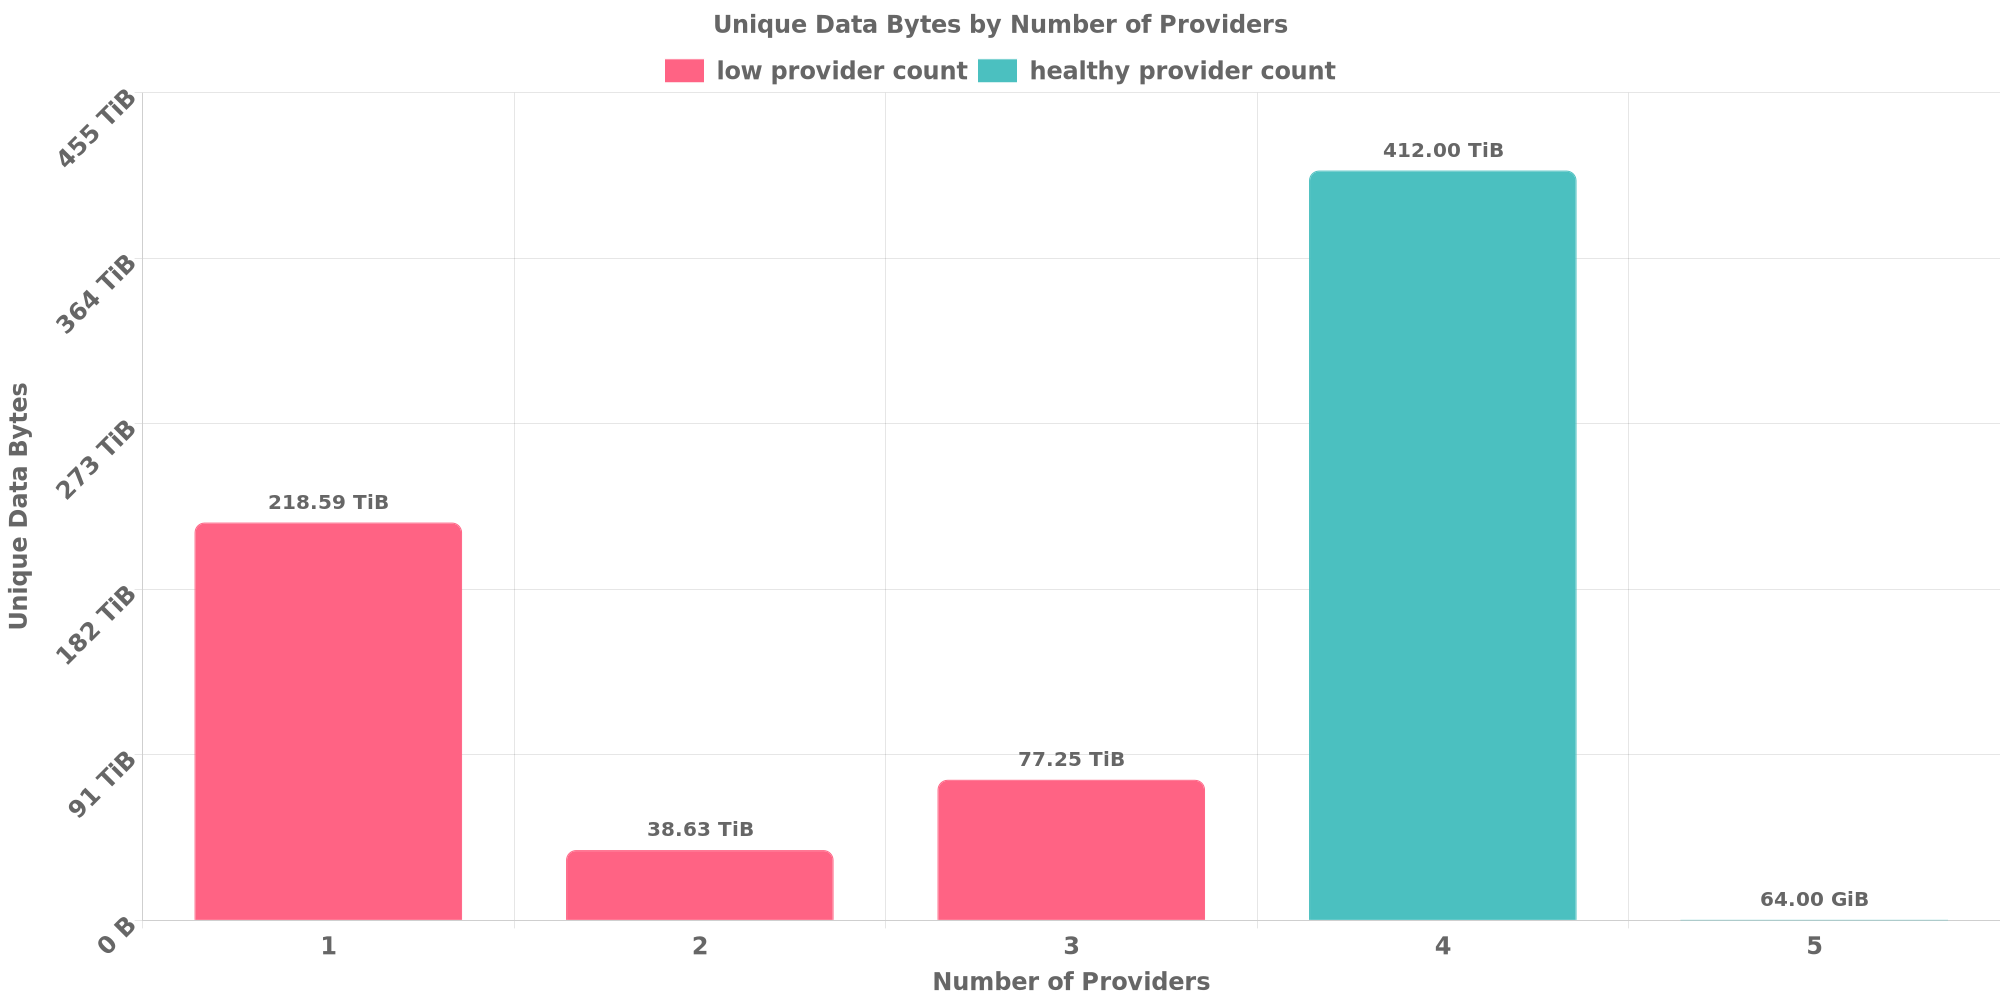 Unique Data Bytes by Number of Providers
low provider count healthy provider count
455 TiB
364 TiB
273 TiB
182 TiB
91 TiB
0 B
Unique Data Bytes
218.59 TiB
38.63 TiB
77.25 TiB
412.00 TiB
64.00 GiB
1 2 3 4 5
Number of Providers